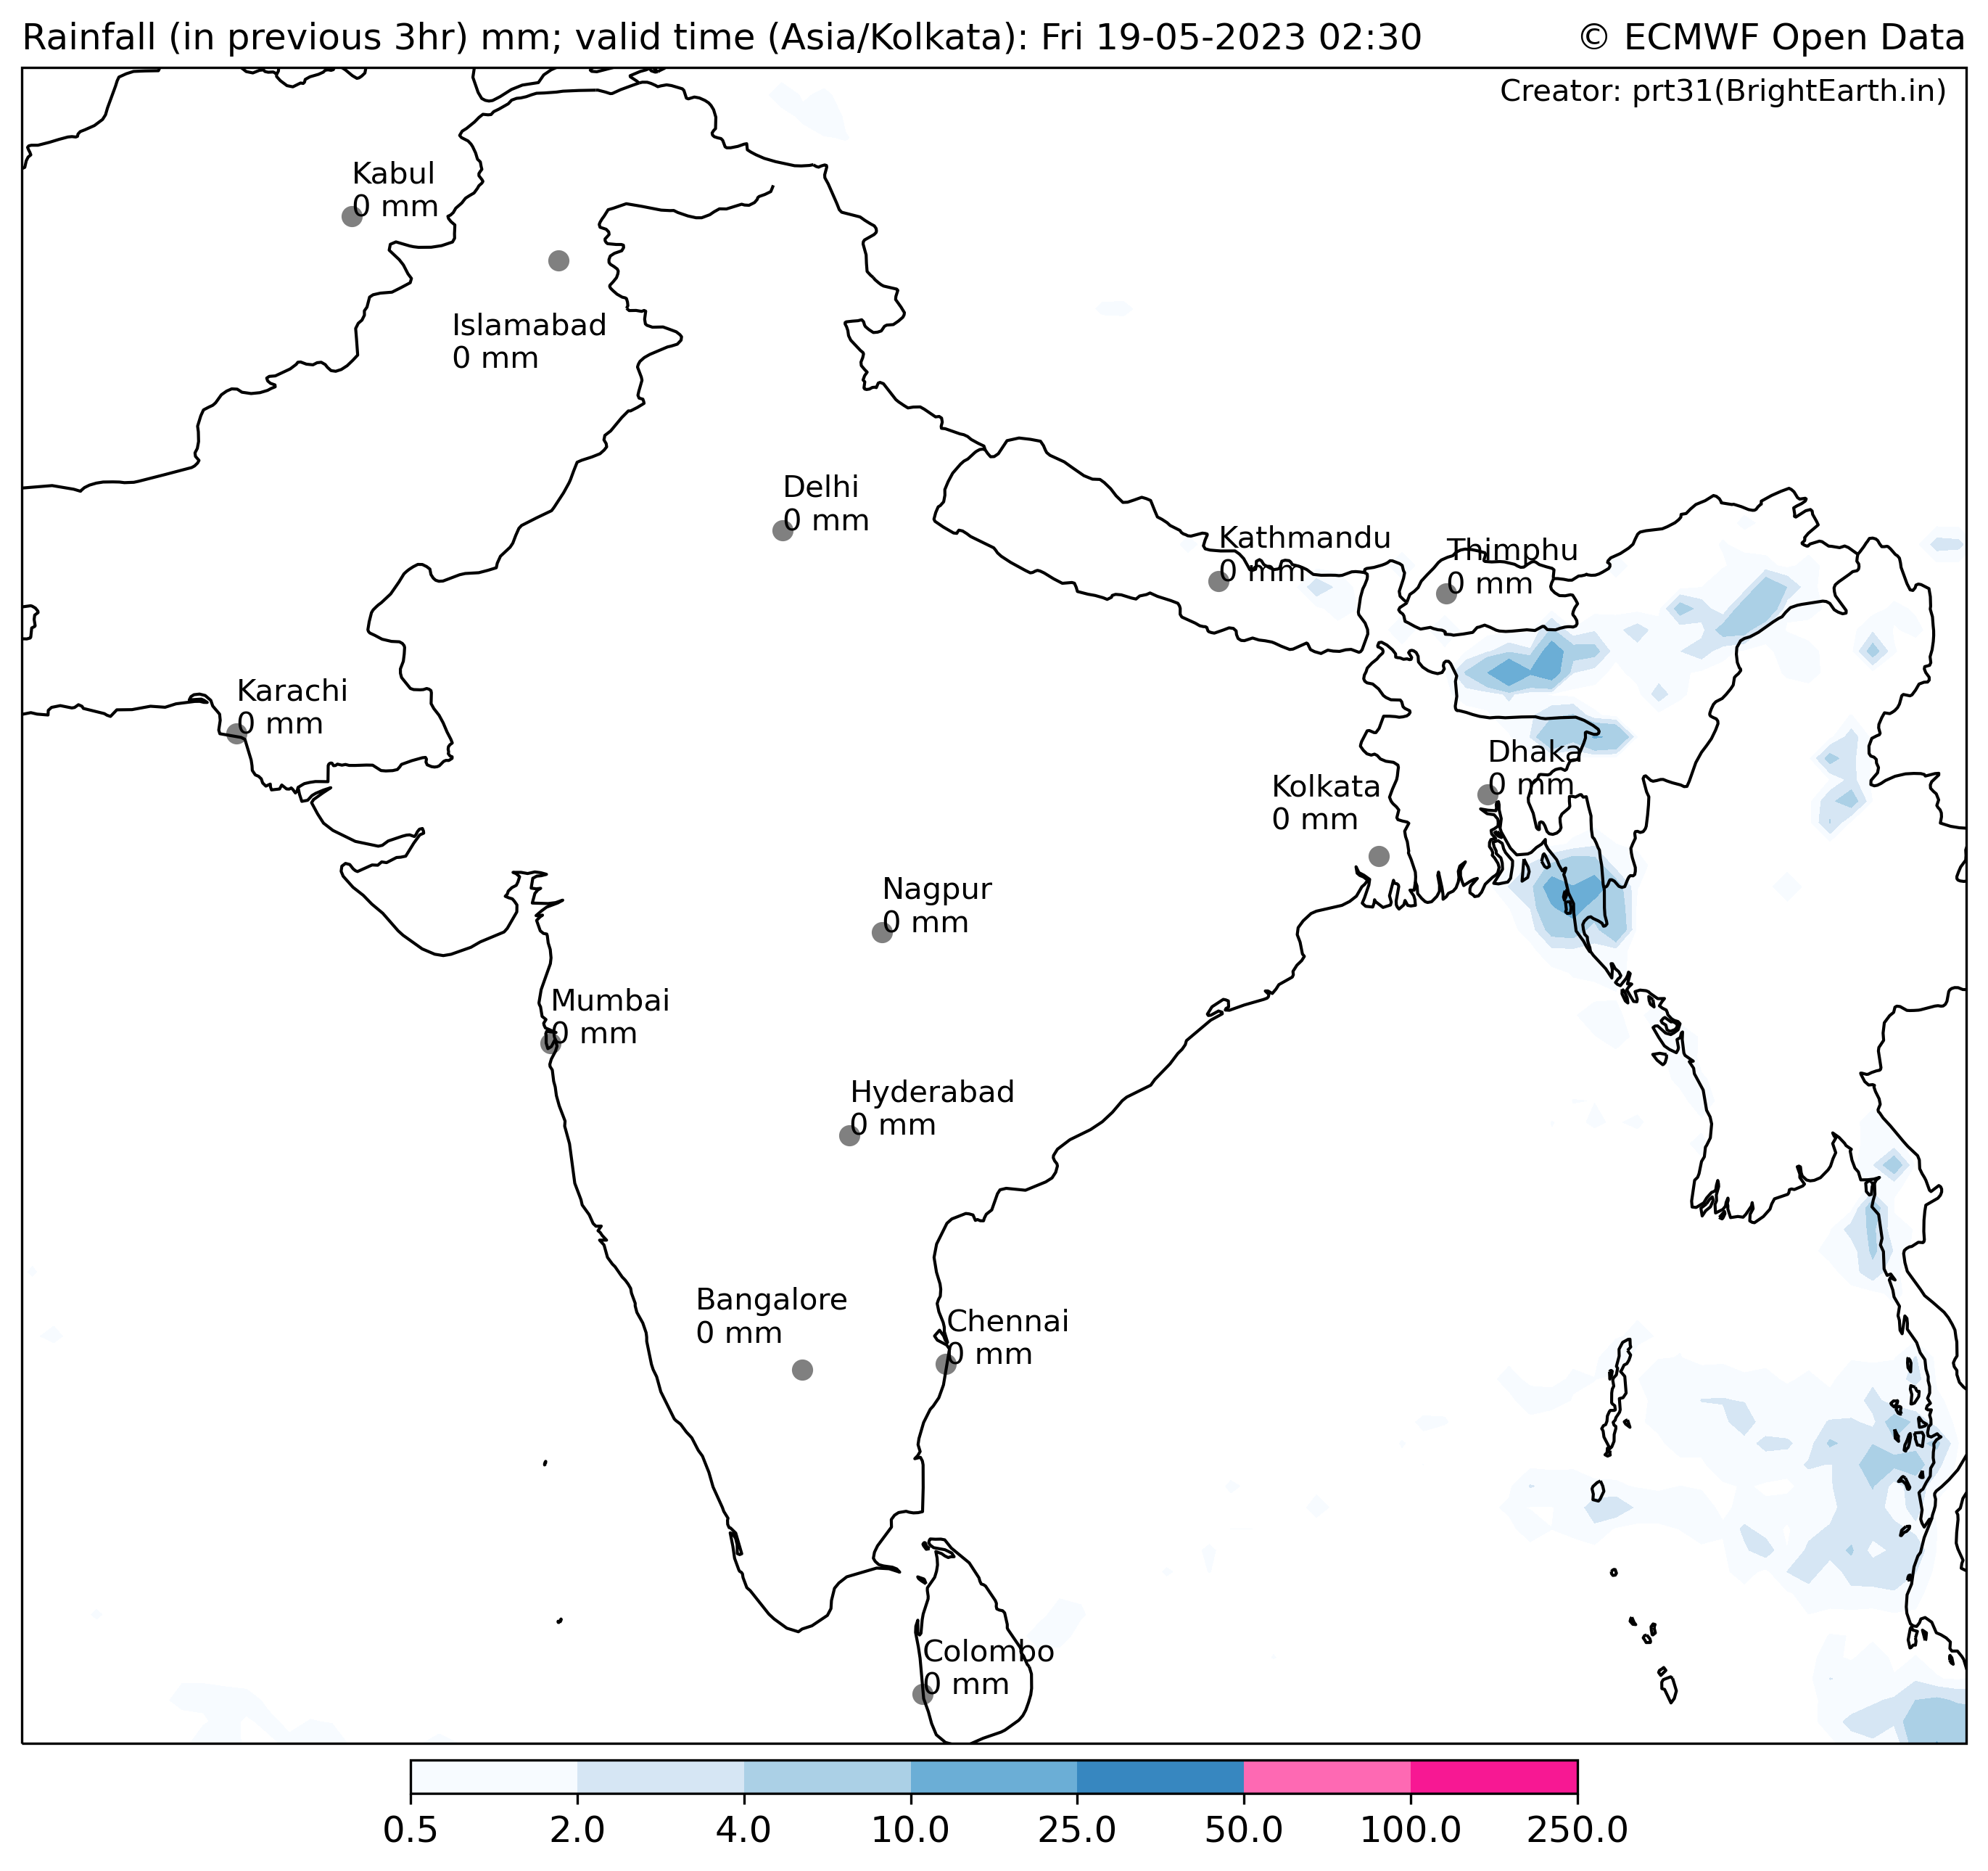 Rainfall (in previous 3hr) mm; valid time (Asia/Kolkata): Fri 19-05-2023 02:30
© ECMWF Open Data
Creator: prt31(BrightEarth.in)
Kabul
0 mm
Islamabad
0 mm
Delhi
0 mm
Kathmandu
0 mm
Thimphu
0 mm
Karachi
0 mm
Dhaka
0 mm
Kolkata
0 mm
Nagpur
0 mm
Mumbai
0 mm
Hyderabad
0 mm
Bangalore
0 mm
Chennai
0 mm
Colombo
0 mm
0.5 2.0 4.0 10.0 25.0 50.0 100.0 250.0